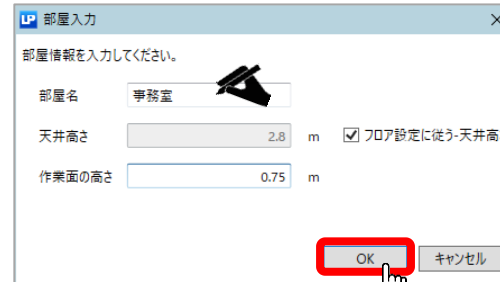 LP 部屋入力
部屋情報を入力してください。
部屋名 事務室
天井高さ 2.8 m フロア設定に従う-天井高
作業面の高さ 0.75 m
OK キャンセル